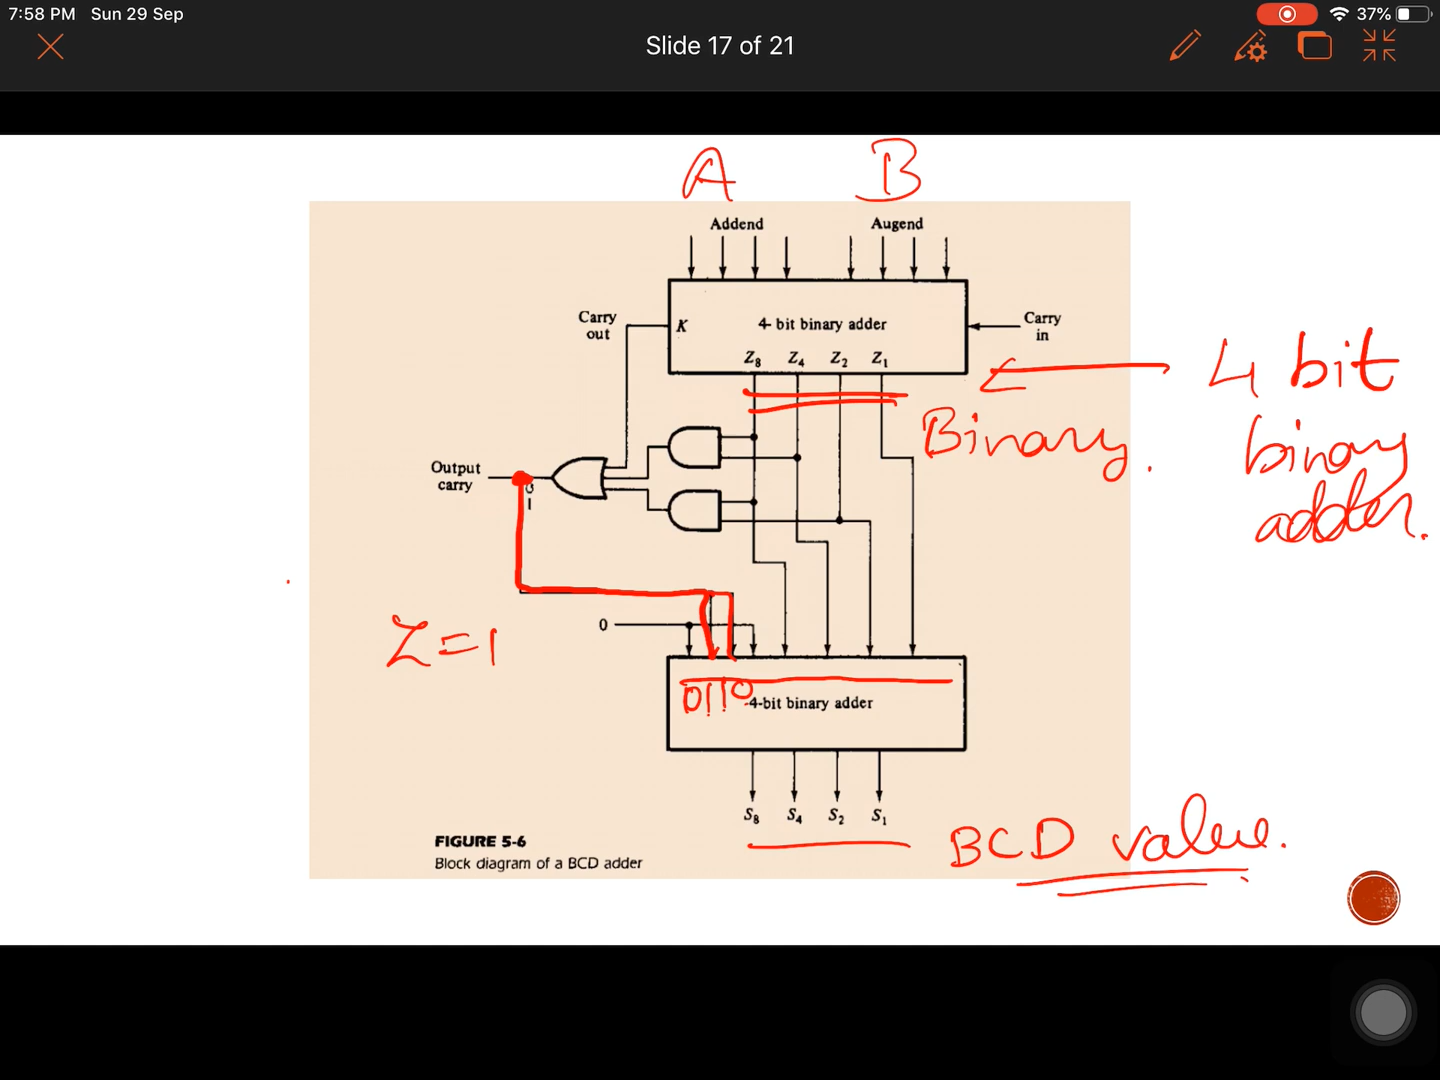 7:58 PM Sun 29 Sep
37%
Slide 17 of 21
A B
Addend Augend
Carry out
K 4-bit binary adder
Carry in
Z8 Z4 Z2 Z1
4 bit
binary
adder.
Binary.
Output carry
1
Z=1
0
0110
4-bit binary adder
S8 S4 S2 S1
BCD value.
FIGURE 5-6
Block diagram of a BCD adder